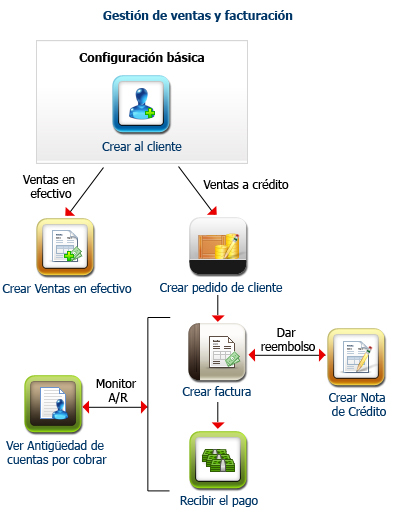 Gestión de ventas y facturación
Configuración básica
Crear al cliente
Ventas en
efectivo
Ventas a crédito
Crear Ventas en efectivo
Crear pedido de cliente
Dar
reembolso
Crear factura
Monitor
A/R
Crear Nota
de Crédito
Ver Antigüedad de
cuentas por cobrar
Recibir el pago